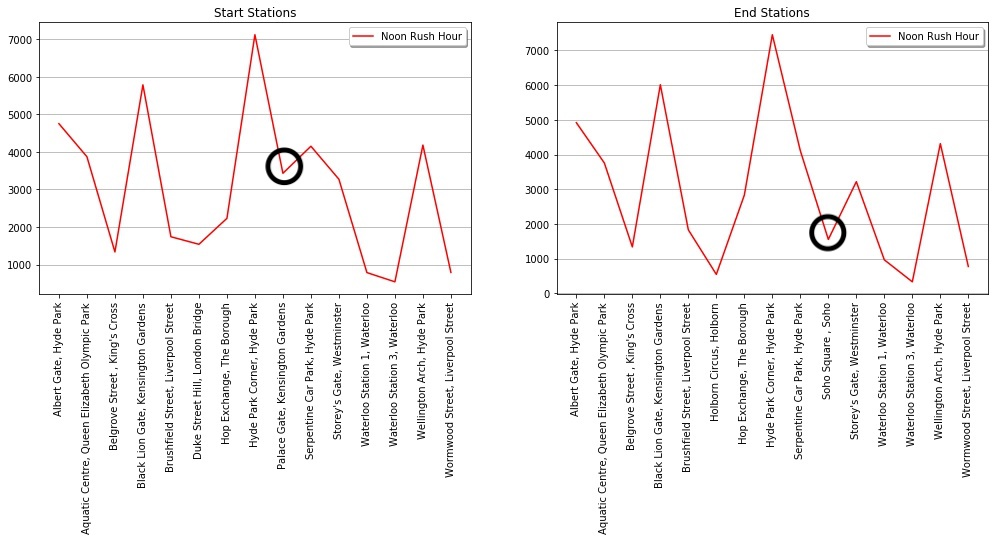 Start Stations
Noon Rush Hour
7000
6000
5000
4000
3000
2000
1000
Albert Gate, Hyde Park
Aquatic Centre, Queen Elizabeth Olympic Park
Belgrove Street , King's Cross
Black Lion Gate, Kensington Gardens
Brushfield Street, Liverpool Street
Duke Street Hill, London Bridge
Hop Exchange, The Borough
Hyde Park Corner, Hyde Park
Palace Gate, Kensington Gardens
Serpentine Car Park, Hyde Park
Storey's Gate, Westminster
Waterloo Station 1, Waterloo
Waterloo Station 3, Waterloo
Wellington Arch, Hyde Park
Wormwood Street, Liverpool Street
End Stations
Noon Rush Hour
7000
6000
5000
4000
3000
2000
1000
0
Albert Gate, Hyde Park
Aquatic Centre, Queen Elizabeth Olympic Park
Belgrove Street , King's Cross
Black Lion Gate, Kensington Gardens
Brushfield Street, Liverpool Street
Holborn Circus, Holborn
Hop Exchange, The Borough
Hyde Park Corner, Hyde Park
Serpentine Car Park, Hyde Park
Soho Square , Soho
Storey's Gate, Westminster
Waterloo Station 1, Waterloo
Waterloo Station 3, Waterloo
Wellington Arch, Hyde Park
Wormwood Street, Liverpool Street